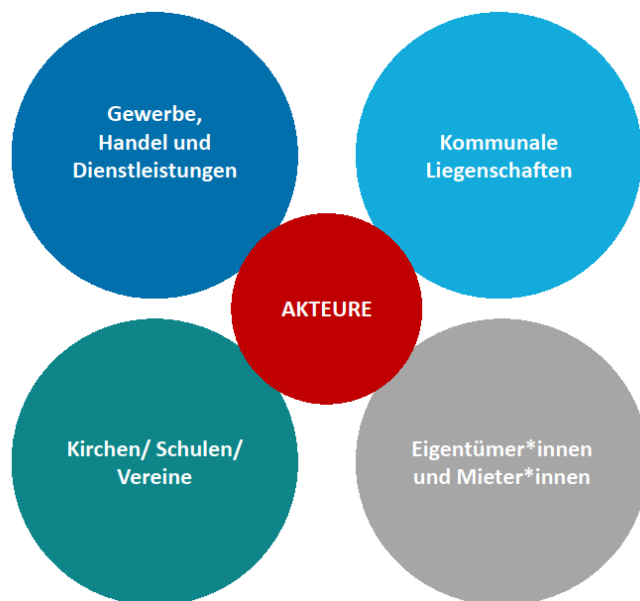 Gewerbe,
Handel und
Dienstleistungen
Kommunale
Liegenschaften
AKTEURE
Kirchen/ Schulen/
Vereine
Eigentümer*innen
und Mieter*innen